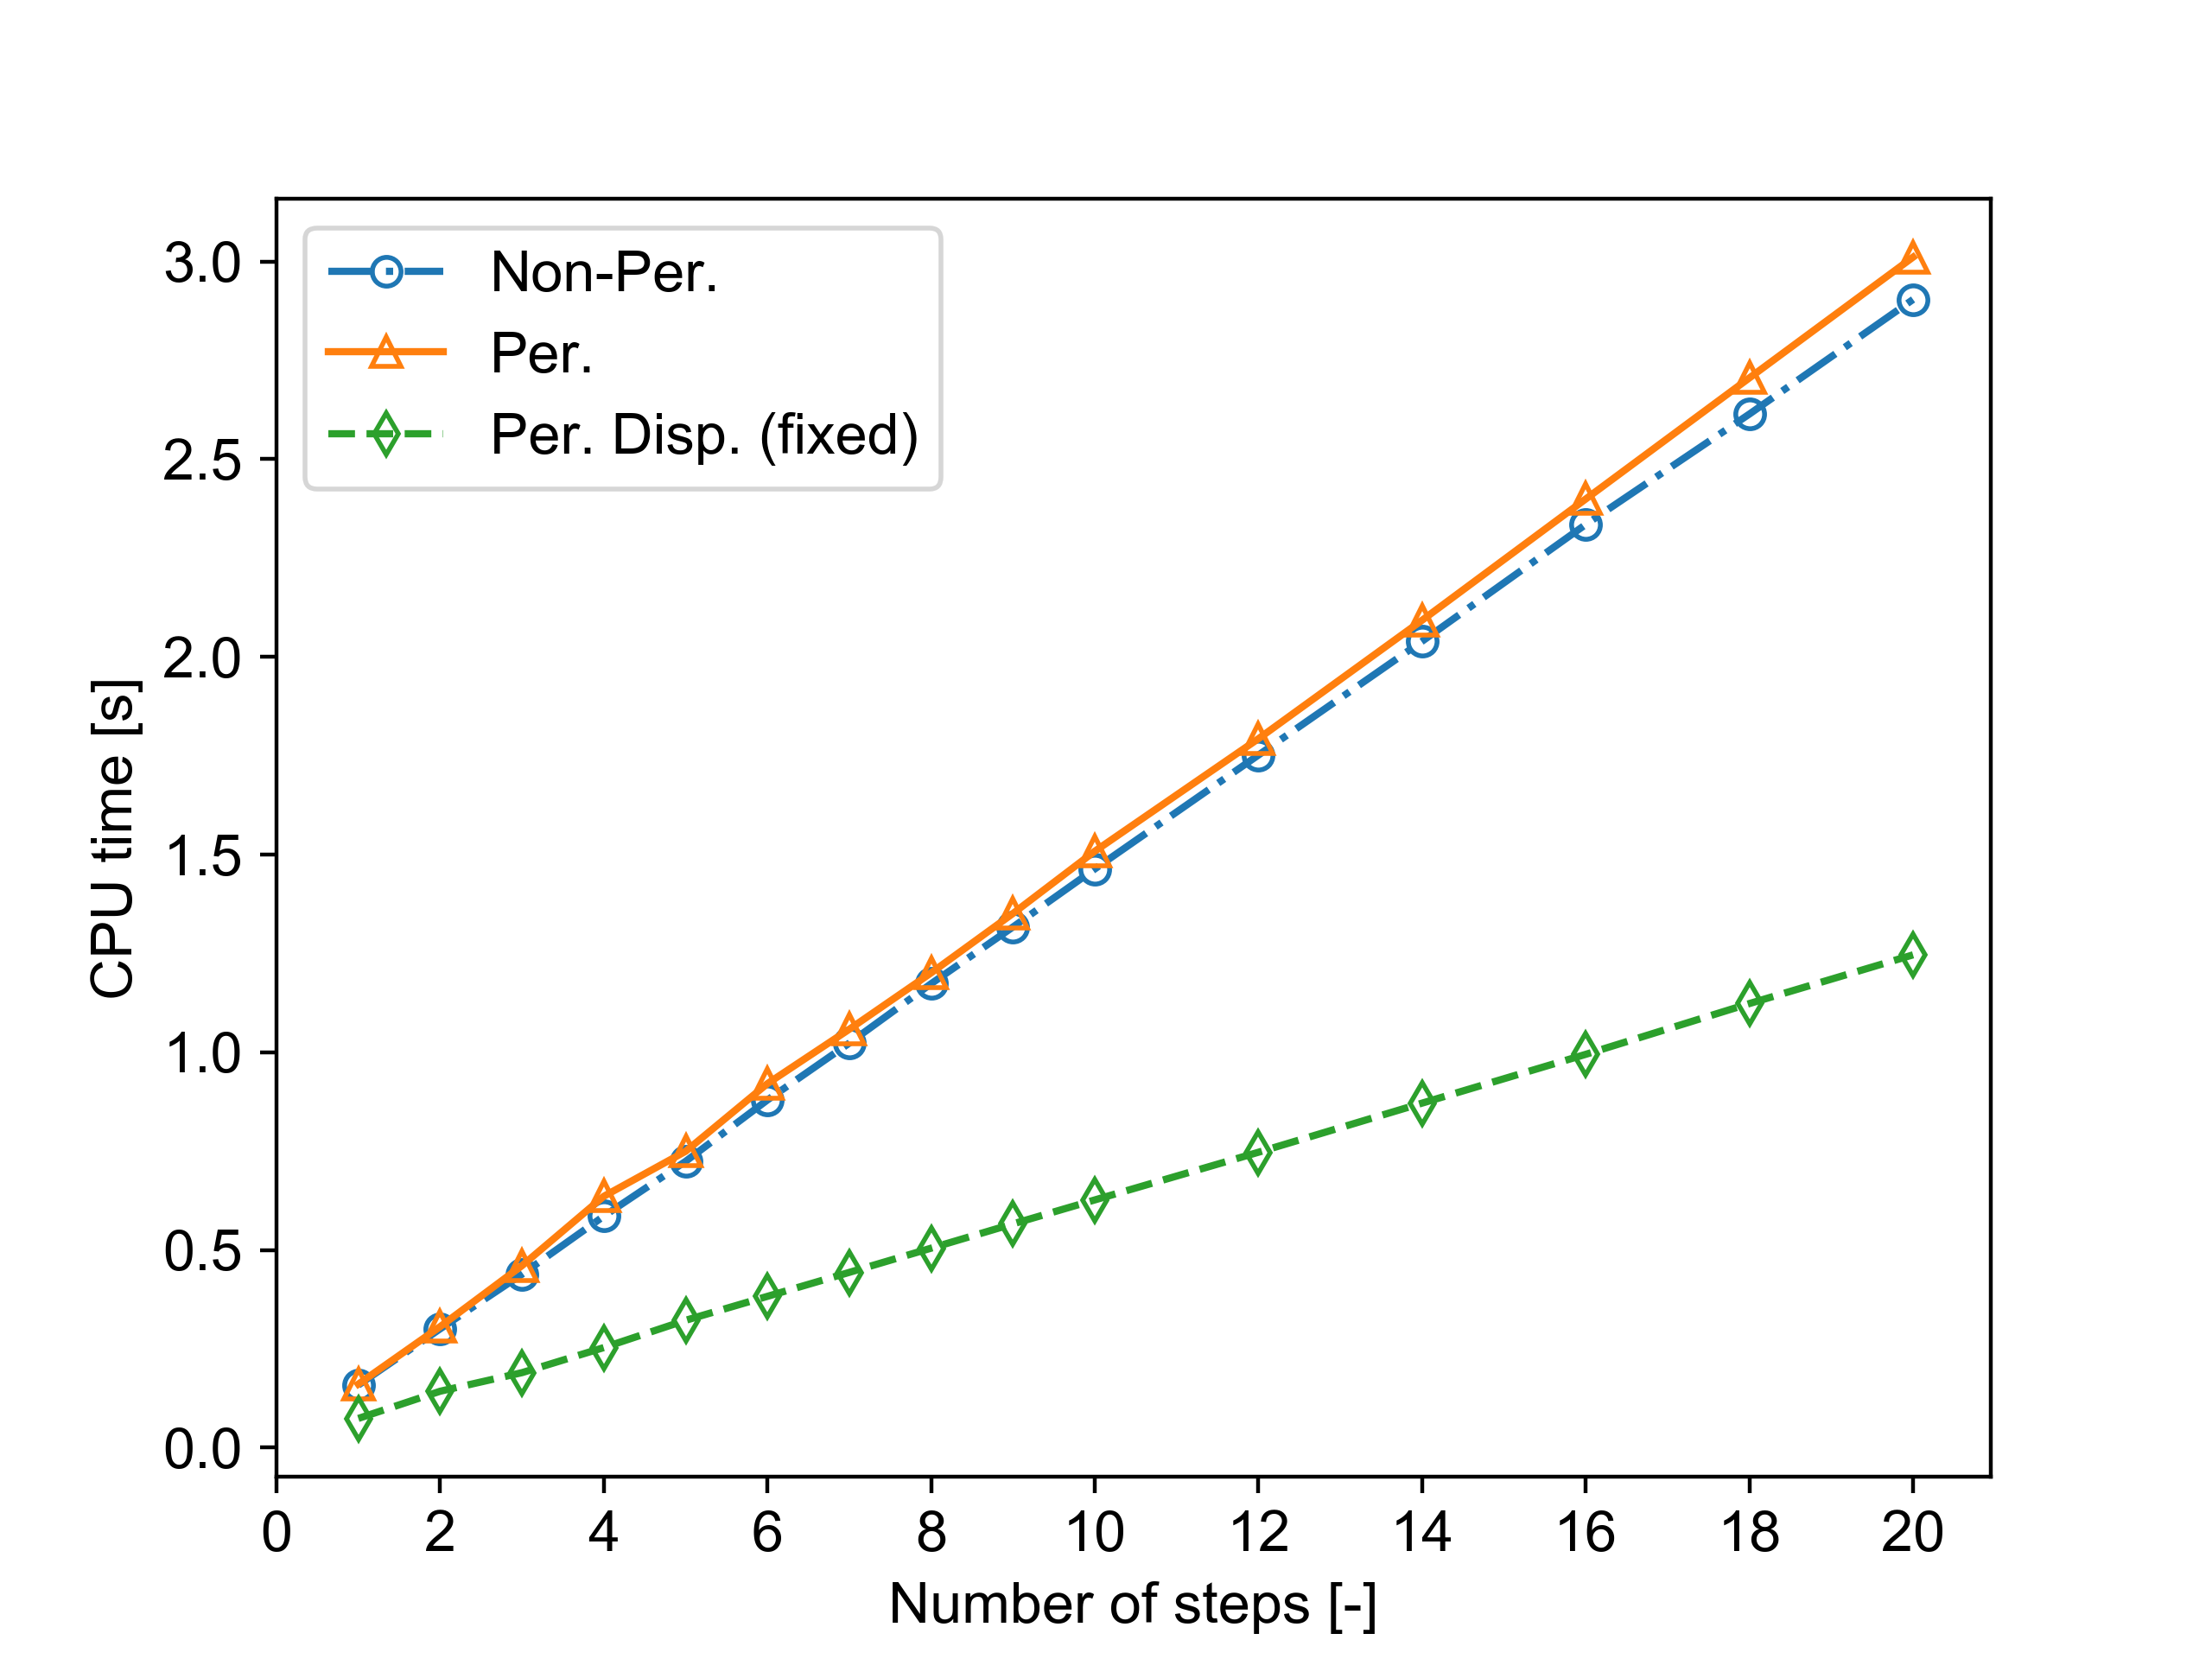 Non-Per.
Per.
Per. Disp. (fixed)
3.0
2.5
2.0
1.5
1.0
0.5
0.0
CPU time [s]
0 2 4 6 8 10 12 14 16 18 20
Number of steps [-]